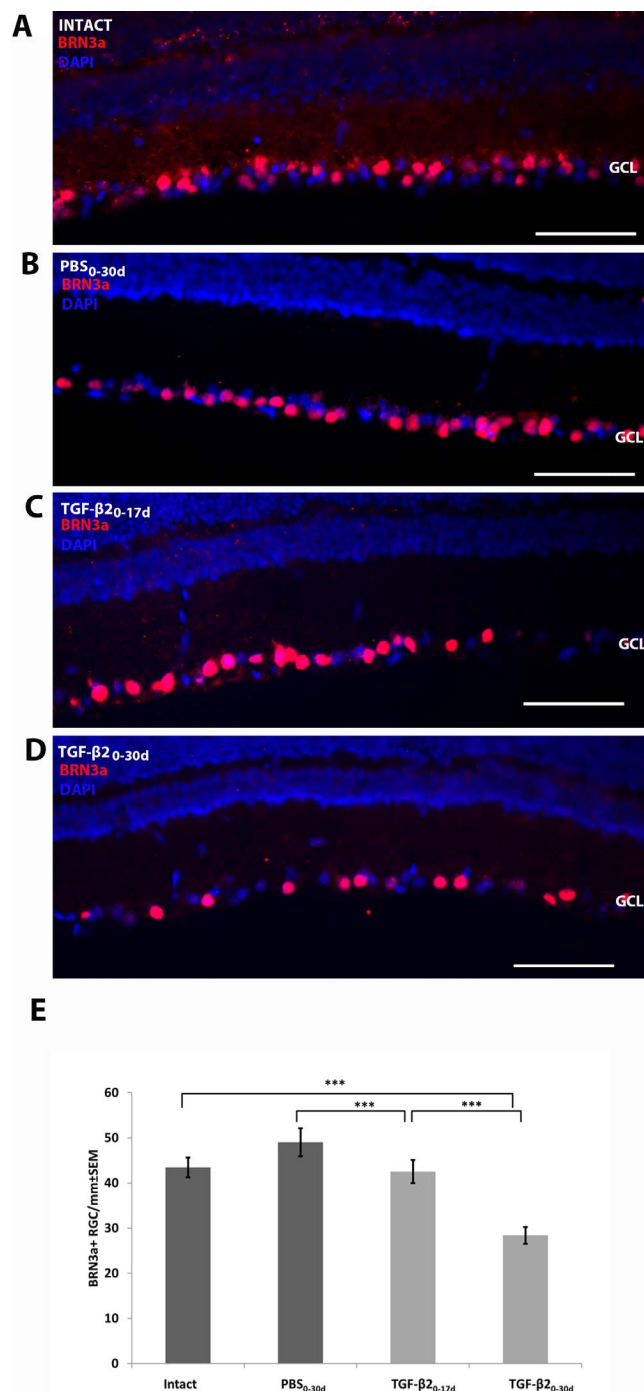 A
INTACT
BRN3a
DAPI
GCL
B
PBS0-30d
BRN3a
DAPI
GCL
C
TGF-β20-17d
BRN3a
DAPI
GCL
D
TGF-β2 0-30d
BRN3a
DAPI
GCL
E
***
*** ***
60
50
40
30
20
10
0
BRN3a+ RGC/mm±SEM
Intact PBS0-30d TGF-β20-17d TGF-β20-30d